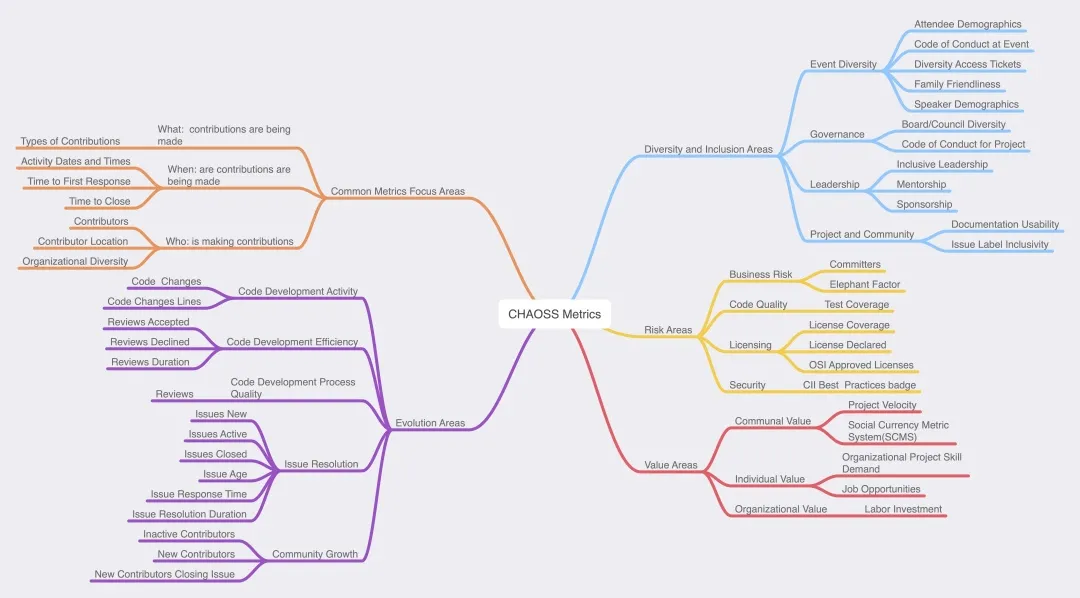 CHAOSS Metrics
Common Metrics Focus Areas
What:  contributions are being
made
Types of Contributions
When: are contributions are
being made
Activity Dates and Times
Time to First Response
Time to Close
Who: is making contributions
Contributors
Contributor Location
Organizational Diversity
Evolution Areas
Code Development Activity
Code  Changes
Code Changes Lines
Code Development Efficiency
Reviews Accepted
Reviews Declined
Reviews Duration
Code Development Process
Quality
Reviews
Issue Resolution
Issues New
Issues Active
Issues Closed
Issue Age
Issue Response Time
Issue Resolution Duration
Community Growth
Inactive Contributors
New Contributors
New Contributors Closing Issue
Diversity and Inclusion Areas
Event Diversity
Attendee Demographics
Code of Conduct at Event
Diversity Access Tickets
Family Friendliness
Speaker Demographics
Governance
Board/Council Diversity
Code of Conduct for Project
Leadership
Inclusive Leadership
Mentorship
Sponsorship
Project and Community
Documentation Usability
Issue Label Inclusivity
Risk Areas
Business Risk
Committers
Elephant Factor
Code Quality
Test Coverage
Licensing
License Coverage
License Declared
OSI Approved Licenses
Security
CII Best  Practices badge
Value Areas
Communal Value
Project Velocity
Social Currency Metric
System(SCMS)
Individual Value
Organizational Project Skill
Demand
Job Opportunities
Organizational Value
Labor Investment